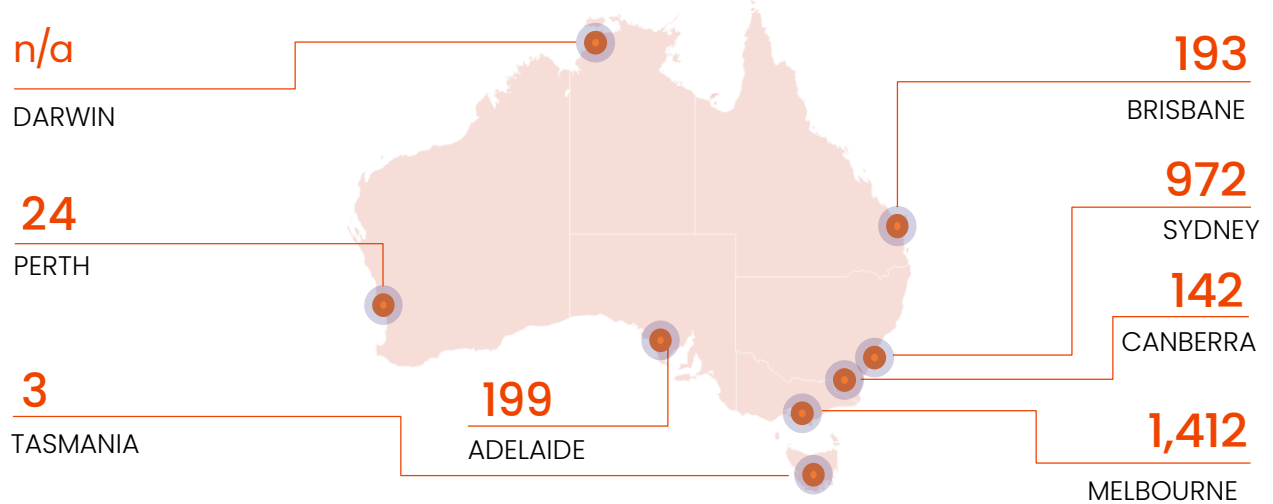 n/a
DARWIN
24
PERTH
3
TASMANIA
199
ADELAIDE
193
BRISBANE
972
SYDNEY
142
CANBERRA
1,412
MELBOURNE